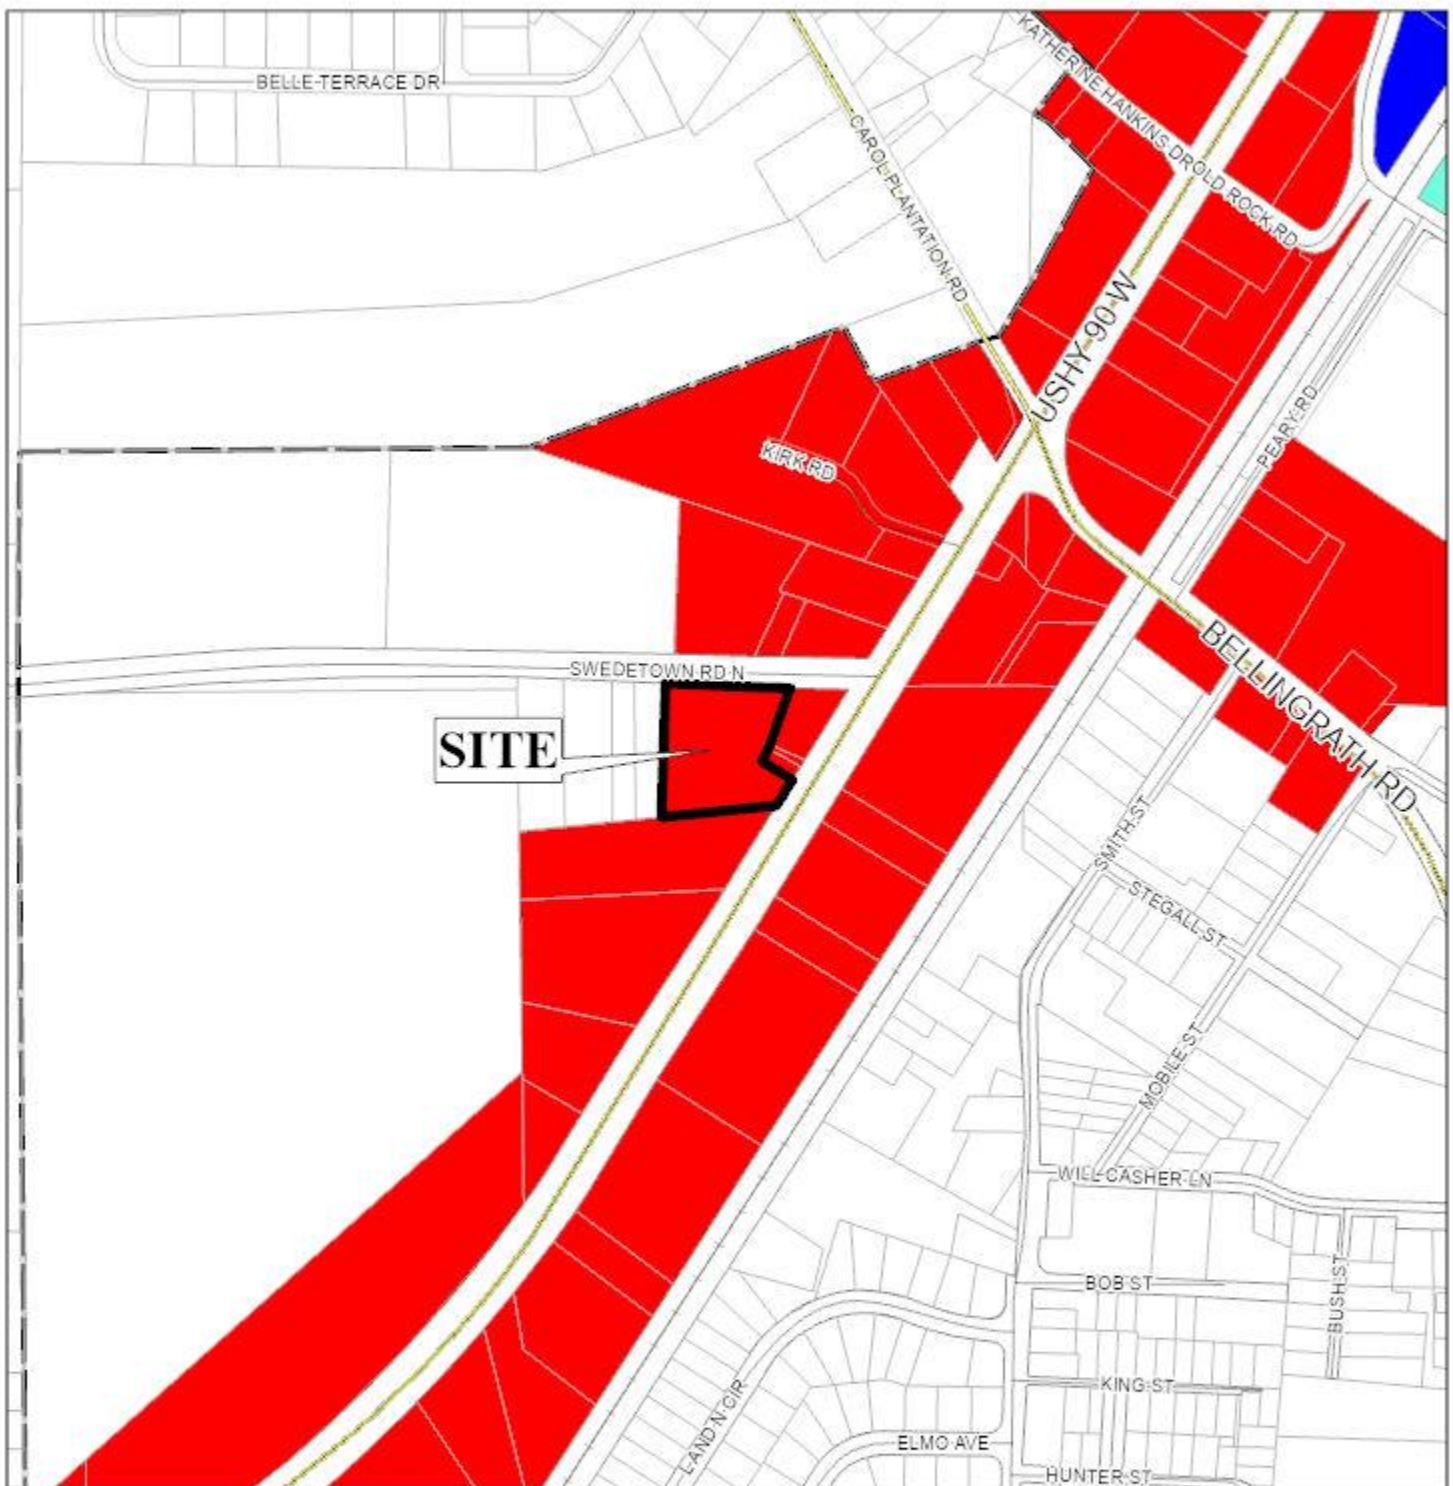 KATHERINE HANKINS DR
OLD ROCK RD
BELLE TERRACE DR
CAROL PLANTATION RD
USHY 90 W
PEARY RD
KIRK RD
SWEDETOWN RD N
BELLINGRATH RD
SITE
SMITH ST
STEGALL ST
MOBILE ST
WILL CASHER LN
BOB ST
BUSH ST
KING ST
LAND N CIR
ELMO AVE
HUNTER ST